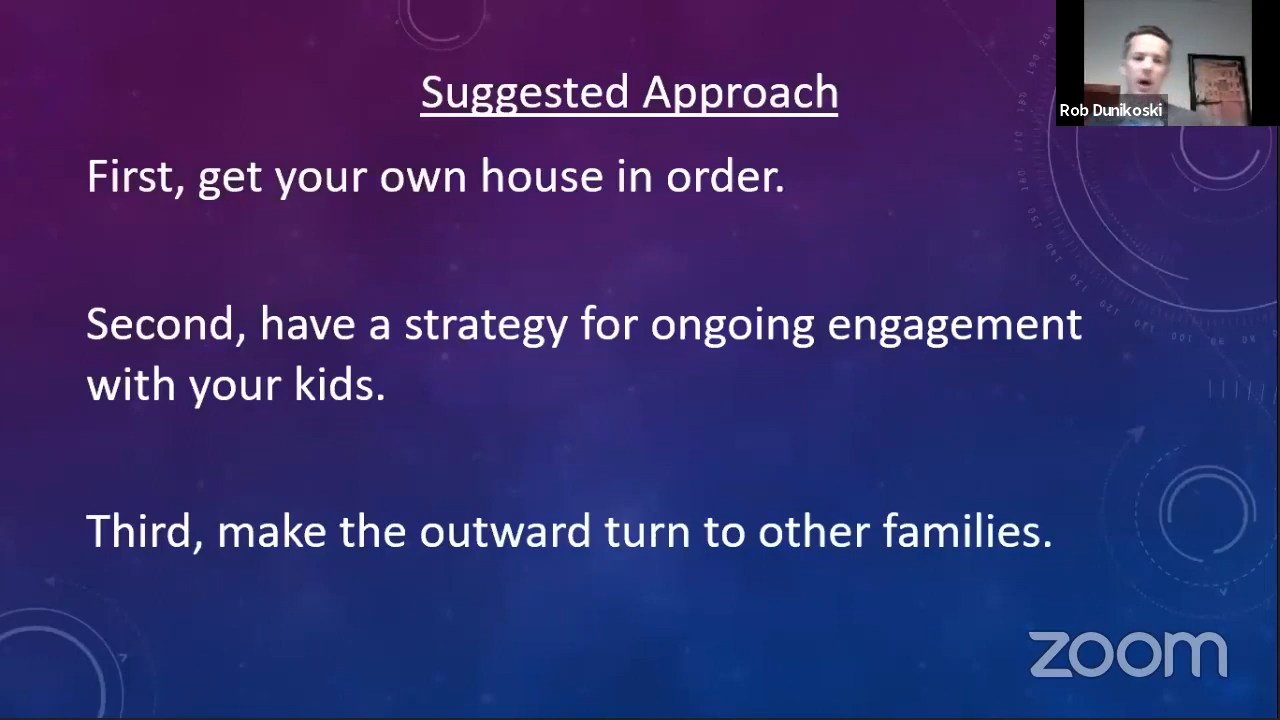 Suggested Approach
Rob Dunikoski
First, get your own house in order.
Second, have a strategy for ongoing engagement
with your kids.
Third, make the outward turn to other families.
zoom